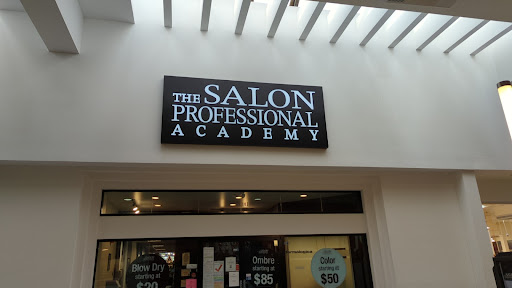 THE SALON
PROFESSIONAL
ACADEMY
Blow Dry
starting at
Ombre
starting at
$85
Color
starting at
$50